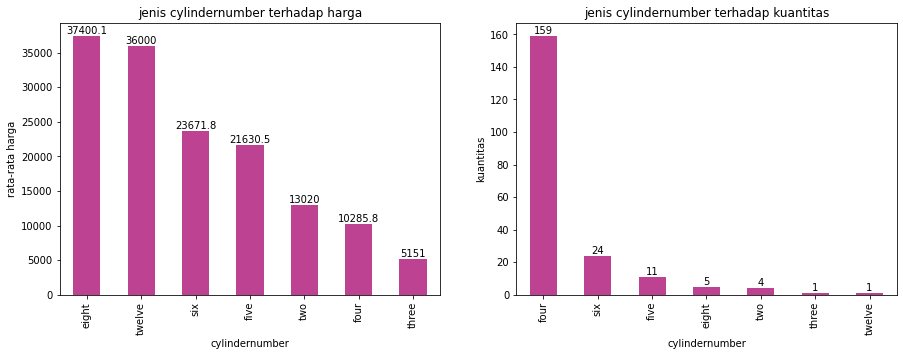 jenis cylindernumber terhadap harga
rata-rata harga
35000
30000
25000
20000
15000
10000
5000
0
37400.1
36000
23671.8
21630.5
13020
10285.8
5151
eight
twelve
six
five
two
four
three
cylindernumber
jenis cylindernumber terhadap kuantitas
kuantitas
160
140
120
100
80
60
40
20
0
159
24
11
5
4
1
1
four
six
five
eight
two
three
twelve
cylindernumber